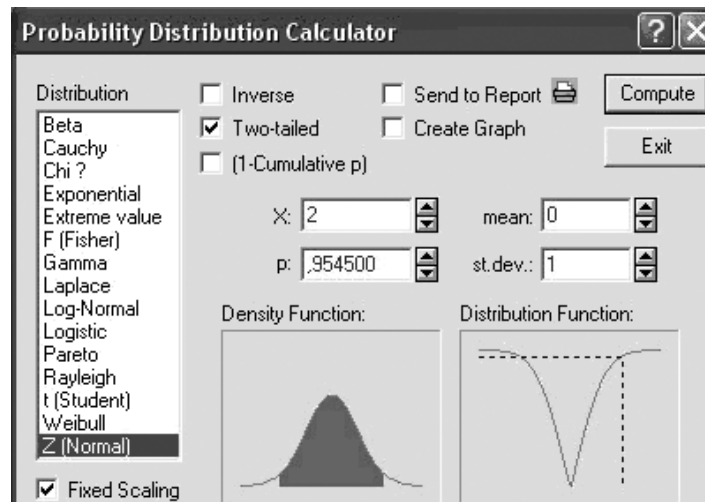 Probability Distribution Calculator
Distribution
Beta
Cauchy
Chi ?
Exponential
Extreme value
F (Fisher)
Gamma
Laplace
Log-Normal
Logistic
Pareto
Rayleigh
t (Student)
Weibull
Z (Normal)
Fixed Scaling
Inverse
Two-tailed
(1-Cumulative p)
Send to Report
Create Graph
Compute
Exit
X: 2
mean: 0
p: ,954500
st.dev.: 1
Density Function:
Distribution Function: